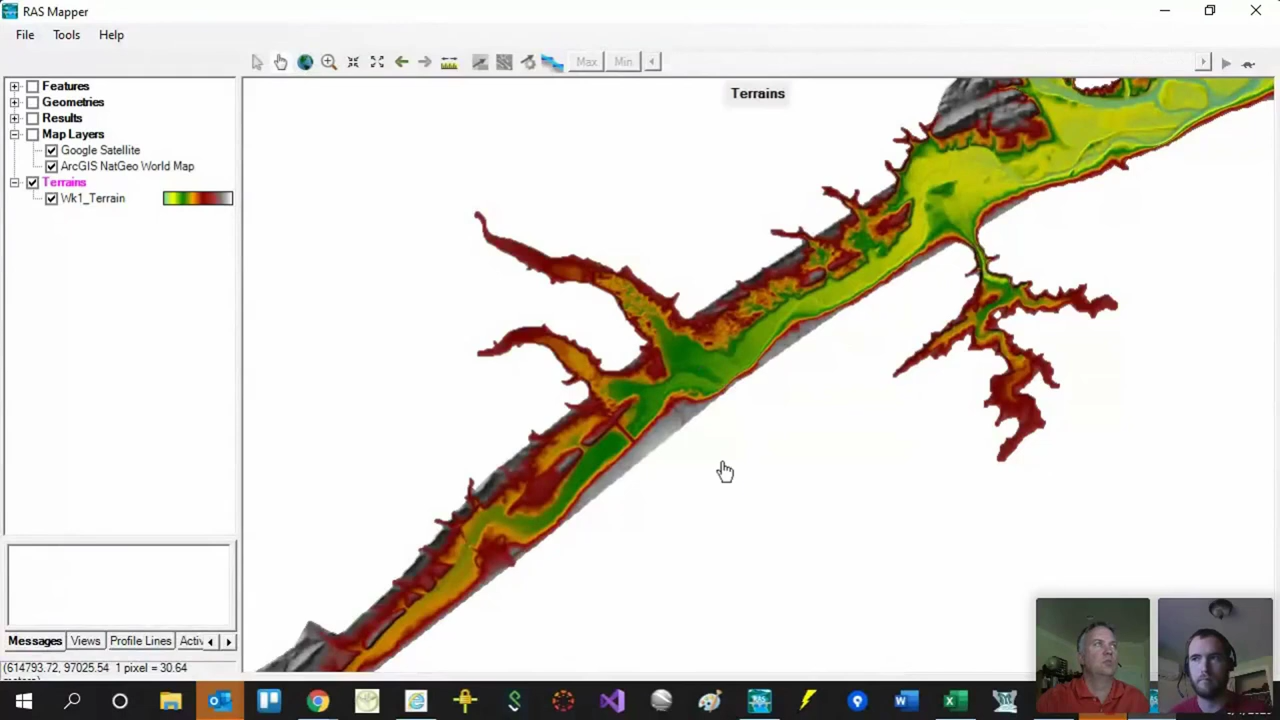 RAS Mapper
File Tools Help
Max Min
Features
Geometries
Results
Map Layers
Google Satellite
ArcGIS NatGeo World Map
Terrains
Wk1_Terrain
Terrains
Messages Views Profile Lines Activ
(614793.72, 97025.54 1 pixel = 30.64